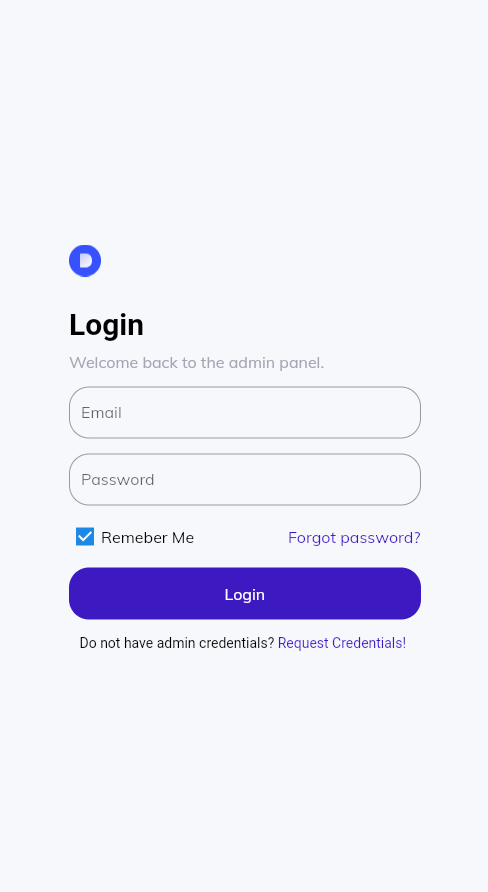 D
Login
Welcome back to the admin panel.
Email
Password
Remeber Me Forgot password?
Login
Do not have admin credentials? Request Credentials!